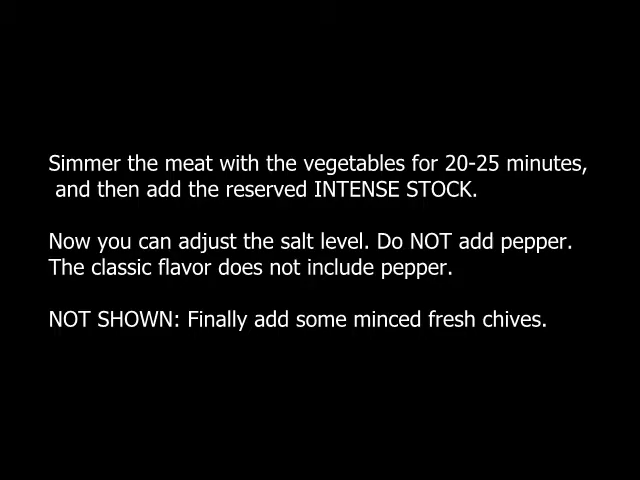 Simmer the meat with the vegetables for 20-25 minutes,
and then add the reserved INTENSE STOCK.
Now you can adjust the salt level. Do NOT add pepper.
The classic flavor does not include pepper.
NOT SHOWN: Finally add some minced fresh chives.